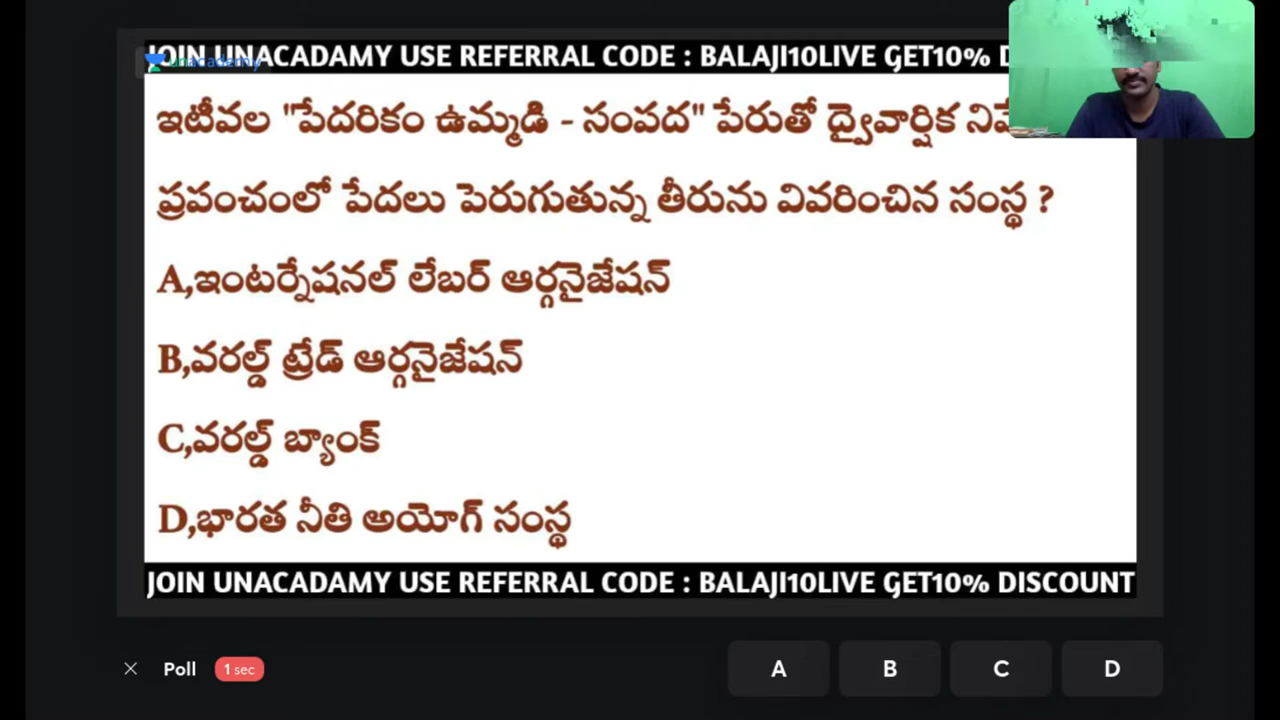 JOIN UNACADAMY USE REFERRAL CODE : BALAJI10LIVE GET10%
unacademy
ఇటీవల "పేదరికం ఉమ్మడి - సంపద" పేరుతో ద్వైవార్షిక
ప్రపంచంలో పేదలు పెరుగుతున్న తీరును వివరించిన సంస్థ ?
A,ఇంటర్నేషనల్ లేబర్ ఆర్గనైజేషన్
B,వరల్డ్ ట్రేడ్ ఆర్గనైజేషన్
C,వరల్డ్ బ్యాంక్
D,భారత నీతి అయోగ్ సంస్థ
JOIN UNACADAMY USE REFERRAL CODE : BALAJI10LIVE GET10% DISCOUNT
Poll 1 sec A B C D